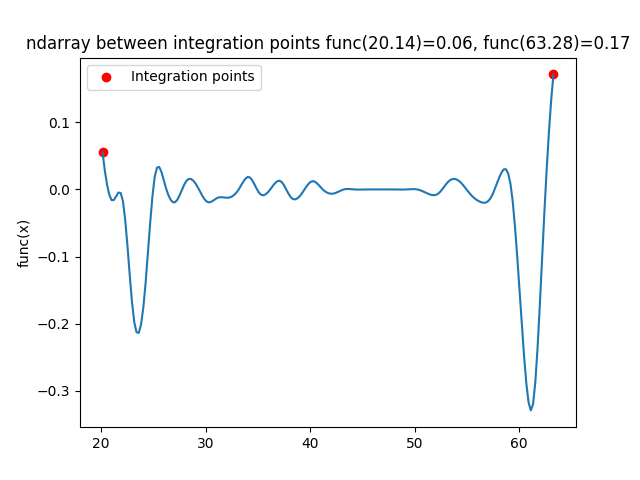 ndarray between integration points func(20.14)=0.06, func(63.28)=0.17
Integration points
func(x)
0.1
0.0
−0.1
−0.2
−0.3
20 30 40 50 60